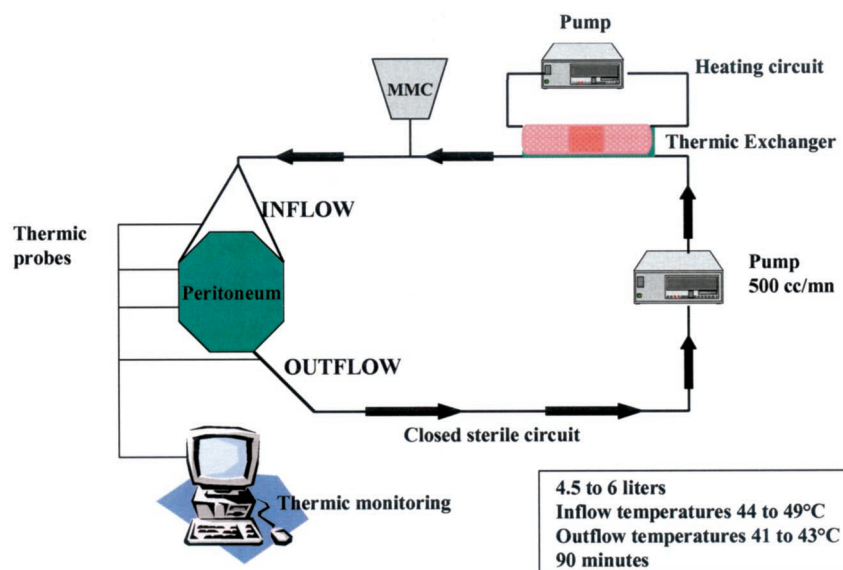 Pump
Heating circuit
MMC
Thermic Exchanger
INFLOW
Thermic
probes
Peritoneum
Pump
500 cc/mn
OUTFLOW
Closed sterile circuit
Thermic monitoring
4.5 to 6 liters
Inflow temperatures 44 to 49°C
Outflow temperatures 41 to 43°C
90 minutes